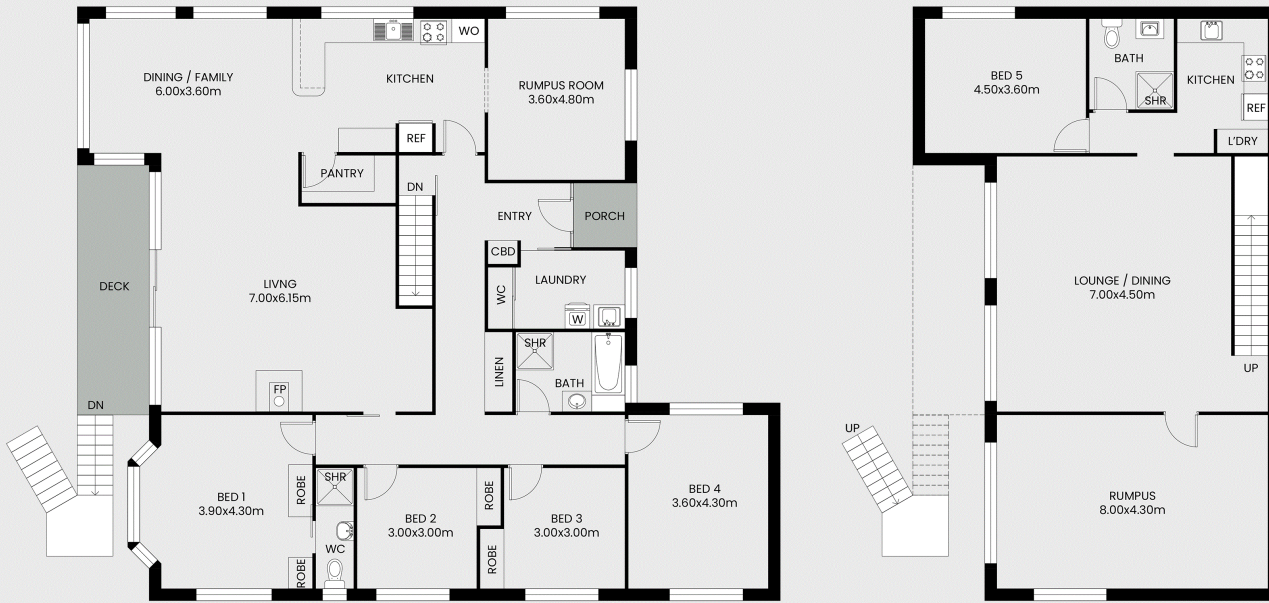 DINING / FAMILY
6.00x3.60m
KITCHEN
WO
REF
RUMPUS ROOM
3.60x4.80m
PANTRY
DN
ENTRY
PORCH
CBD
LAUNDRY
WC
W
DECK
LIVNG
7.00x6.15m
LINEN
SHR
BATH
FP
DN
BED 1
3.90x4.30m
ROBE
ROBE
SHR
WC
BED 2
3.00x3.00m
ROBE
ROBE
BED 3
3.00x3.00m
BED 4
3.60x4.30m
BED 5
4.50x3.60m
BATH
SHR
KITCHEN
REF
L'DRY
LOUNGE / DINING
7.00x4.50m
UP
UP
RUMPUS
8.00x4.30m